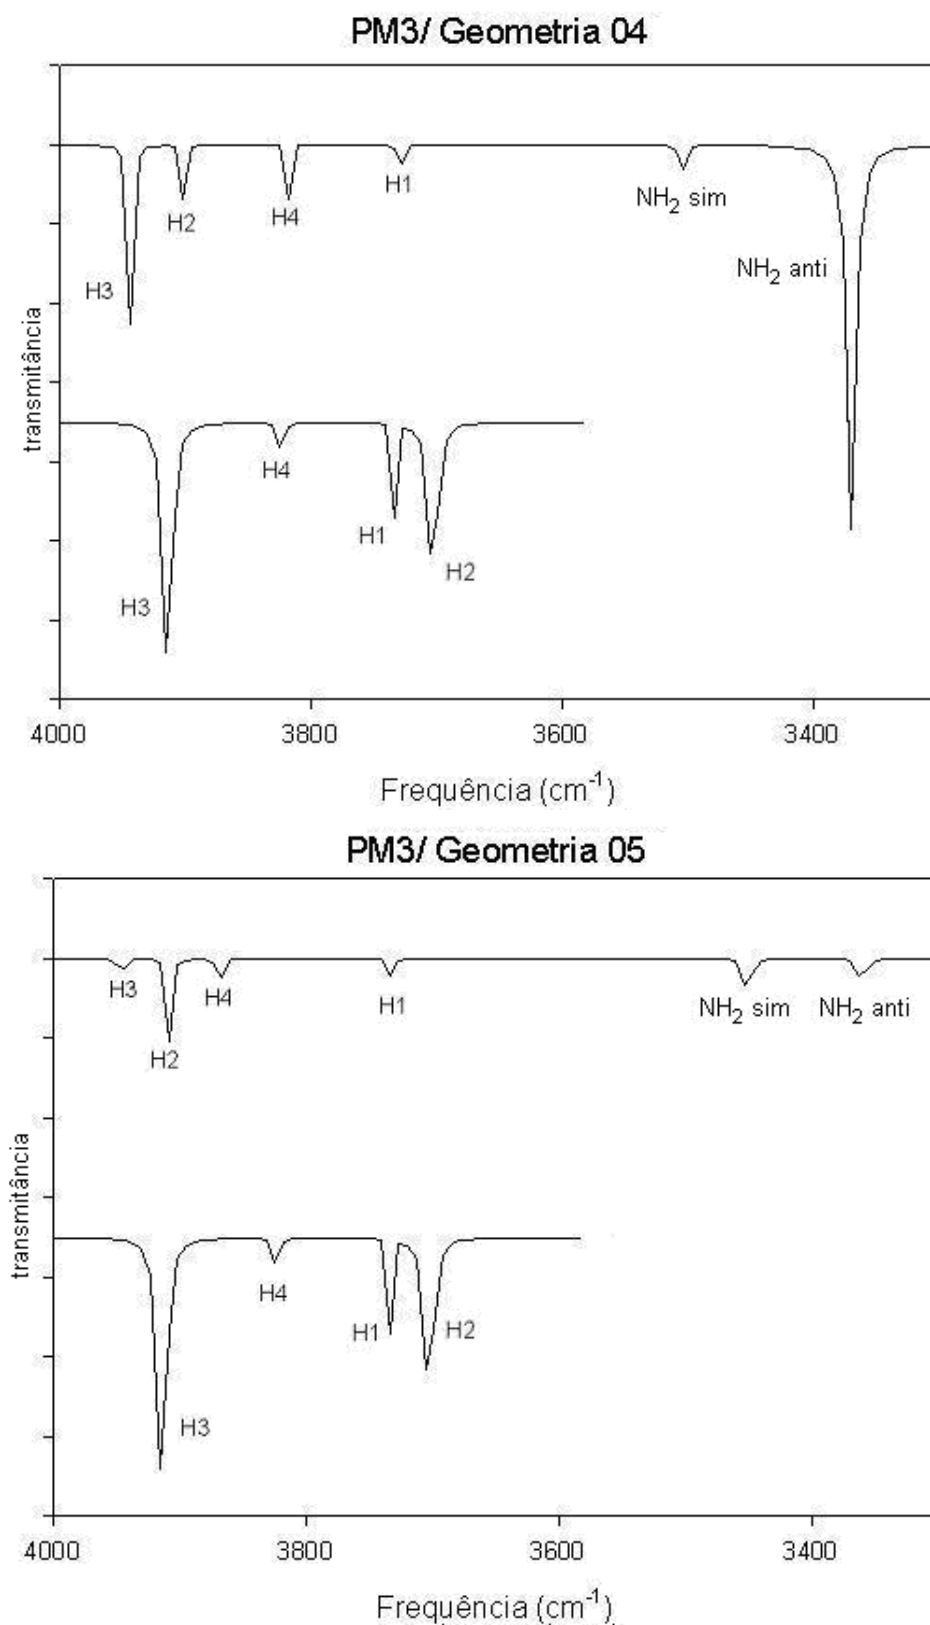 PM3/ Geometria 04
H2
H4
H1
NH2 sim
NH2 anti
H3
transmitância
H4
H1
H2
H3
4000 3800 3600 3400
Frequência (cm-1)
PM3/ Geometria 05
H3
H4
H1
NH2 sim
NH2 anti
H2
transmitância
H4
H1
H2
H3
4000 3800 3600 3400
Frequência (cm-1)